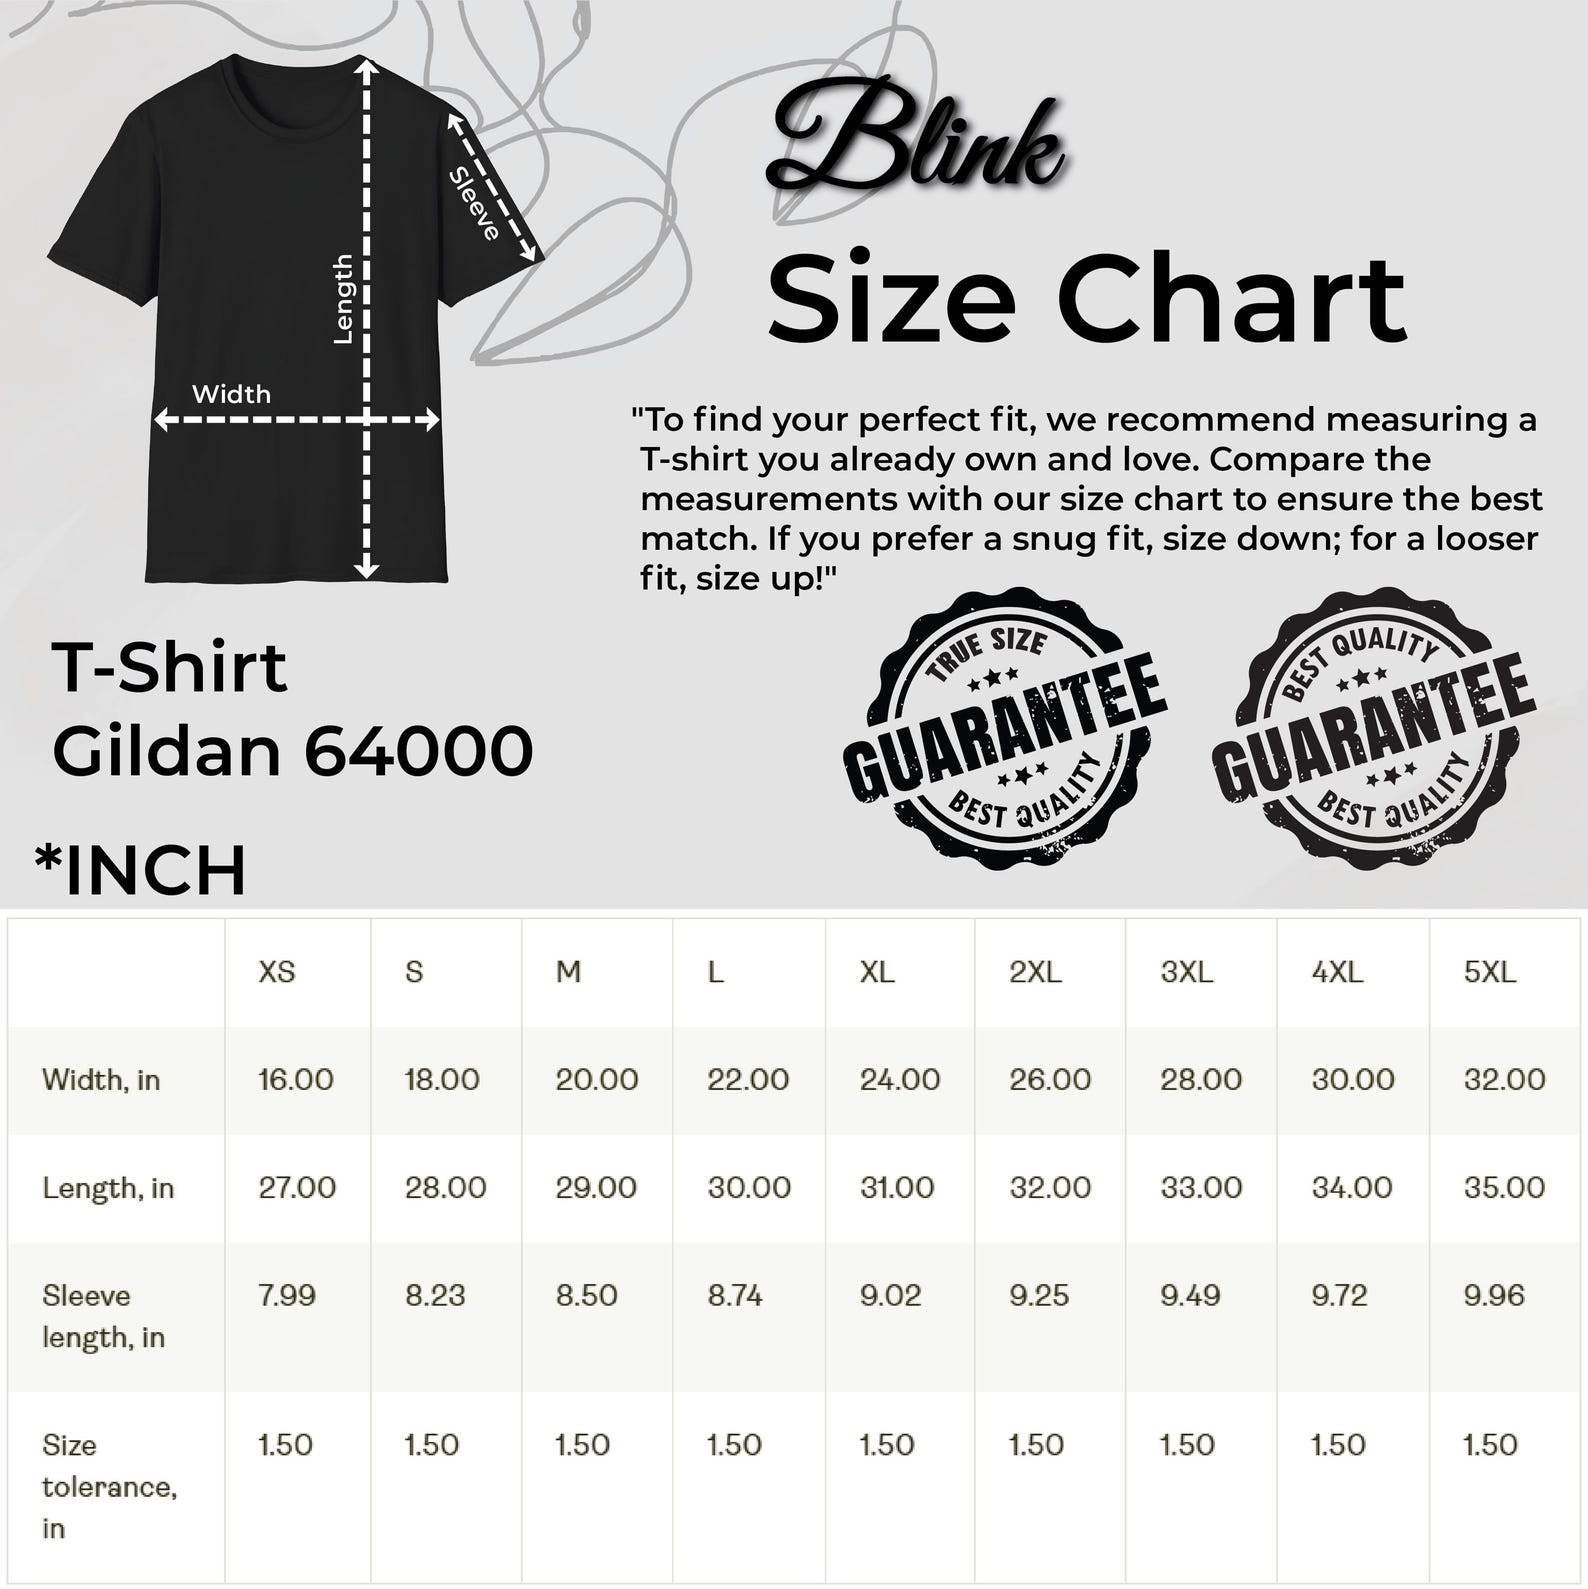 Blink
Size Chart
Sleeve
Length
Width
"To find your perfect fit, we recommend measuring a
T-shirt you already own and love. Compare the
measurements with our size chart to ensure the best
match. If you prefer a snug fit, size down; for a looser
fit, size up!"
T-Shirt
Gildan 64000
TRUE SIZE
GUARANTEE
BEST QUALITY
BEST QUALITY
GUARANTEE
BEST QUALITY
*INCH
XS S M L XL 2XL 3XL 4XL 5XL
Width, in 16.00 18.00 20.00 22.00 24.00 26.00 28.00 30.00 32.00
Length, in 27.00 28.00 29.00 30.00 31.00 32.00 33.00 34.00 35.00
Sleeve 7.99 8.23 8.50 8.74 9.02 9.25 9.49 9.72 9.96
length, in
Size 1.50 1.50 1.50 1.50 1.50 1.50 1.50 1.50 1.50
tolerance,
in